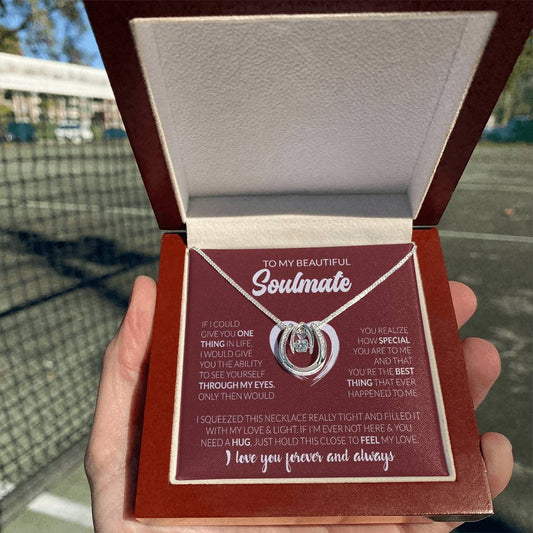 TO MY BEAUTIFUL
Soulmate
IF I COULD
GIVE YOU ONE
THING IN LIFE,
I WOULD GIVE
YOU THE ABILITY
TO SEE YOURSELF
THROUGH MY EYES.
ONLY THEN WOULD
YOU REALIZE
HOW SPECIAL
YOU ARE TO ME
AND THAT
YOU'RE THE BEST
THING THAT EVER
HAPPENED TO ME
I SQUEEZED THIS NECKLACE REALLY TIGHT AND FILLED IT
WITH MY LOVE & LIGHT. IF I'M EVER NOT HERE & YOU
NEED A HUG, JUST HOLD THIS CLOSE TO FEEL MY LOVE.
I love you forever and always